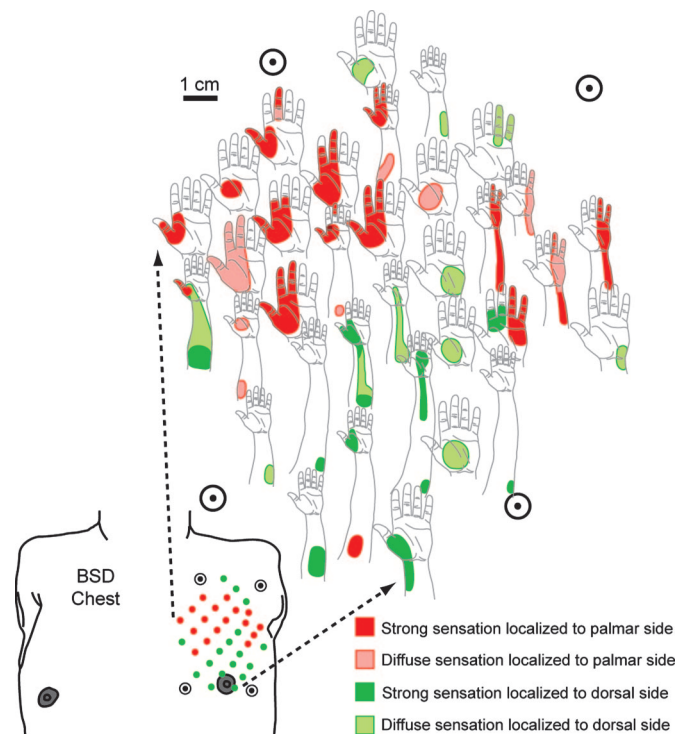 1 cm
BSD
Chest
Strong sensation localized to palmar side
Diffuse sensation localized to palmar side
Strong sensation localized to dorsal side
Diffuse sensation localized to dorsal side